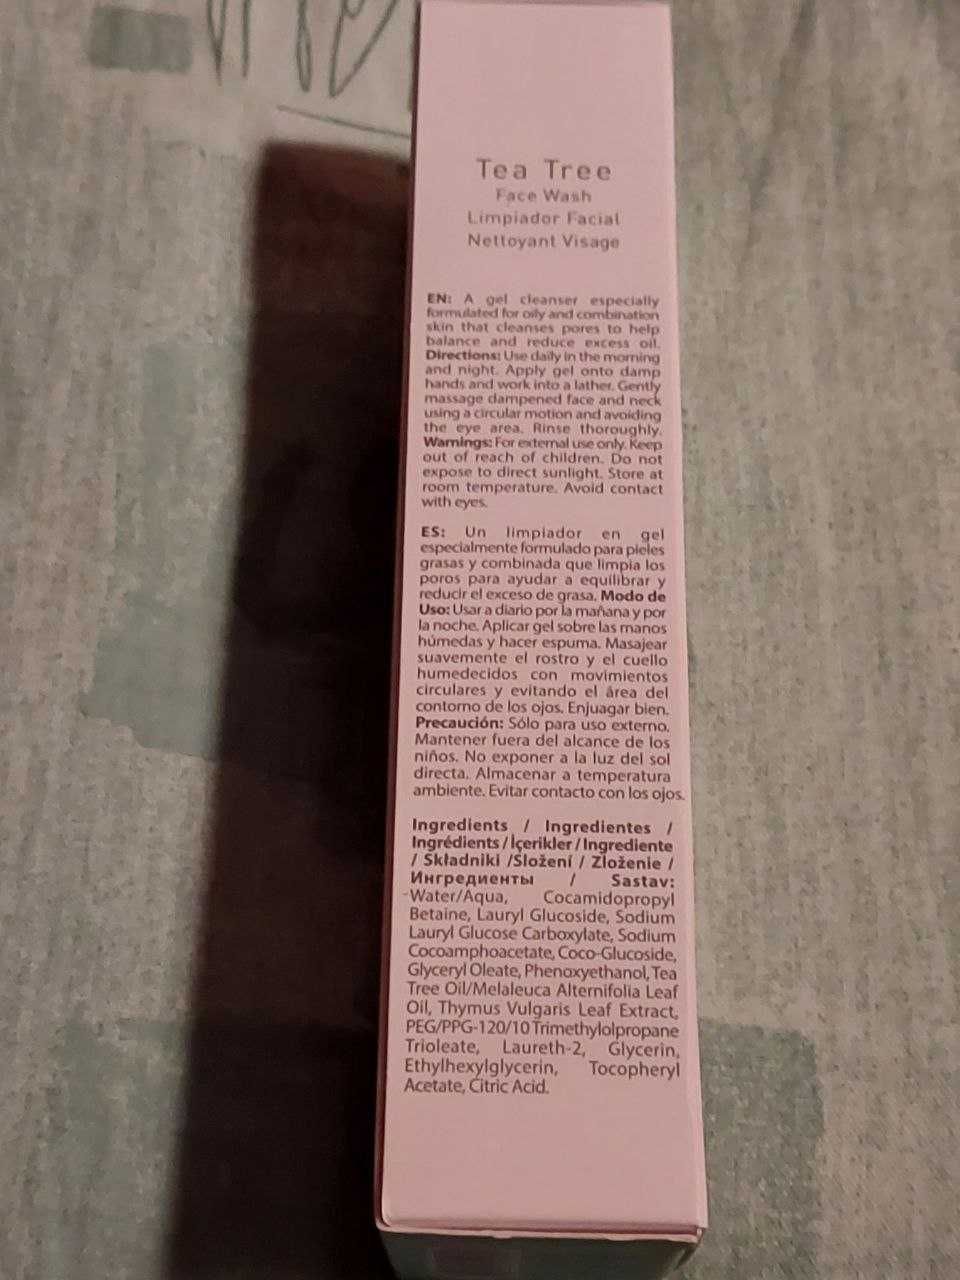 Tea Tree
Face Wash
Limpiador Facial
Nettoyant Visage
EN: A gel cleanser especially
formulated for oily and combination
skin that cleanses pores to help
balance and reduce excess oil.
Directions: Use daily in the morning
and night. Apply gel onto damp
hands and work into a lather. Gently
massage dampened face and neck
using a circular motion and avoiding
the eye area. Rinse thoroughly.
Warnings: For external use only. Keep
out of reach of children. Do not
expose to direct sunlight. Store at
room temperature. Avoid contact
with eyes.
ES: Un limpiador en gel
especialmente formulado para pieles
grasas y combinada que limpia los
poros para ayudar a equilibrar y
reducir el exceso de grasa. Modo de
Uso: Usar a diario por la mañana y por
la noche. Aplicar gel sobre las manos
húmedas y hacer espuma. Masajear
suavemente el rostro y el cuello
humedecidos con movimientos
circulares y evitando el área del
contorno de los ojos. Enjuagar bien.
Precaución: Sólo para uso externo.
Mantener fuera del alcance de los
niños. No exponer a la luz del sol
directa. Almacenar a temperatura
ambiente. Evitar contacto con los ojos.
Ingredients / Ingredientes /
Ingrédients / İçerikler / Ingrediente
/ Składniki /Složení / Zloženie /
Ингредиенты / Sastav:
Water/Aqua, Cocamidopropyl
Betaine, Lauryl Glucoside, Sodium
Lauryl Glucose Carboxylate, Sodium
Cocoamphoacetate, Coco-Glucoside,
Glyceryl Oleate, Phenoxyethanol, Tea
Tree Oil/Melaleuca Alternifolia Leaf
Oil, Thymus Vulgaris Leaf Extract,
PEG/PPG-120/10 Trimethylolpropane
Trioleate, Laureth-2, Glycerin,
Ethylhexylglycerin, Tocopheryl
Acetate, Citric Acid.